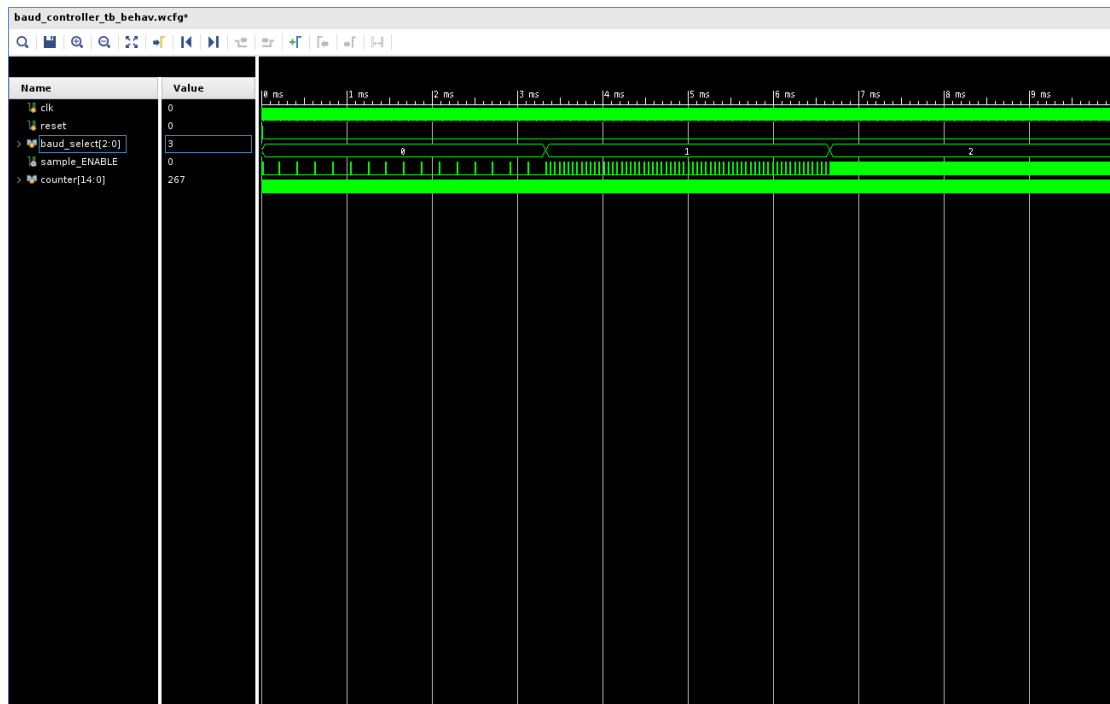 baud_controller_tb_behav.wcfg*
Name Value
0 ms 1 ms 2 ms 3 ms 4 ms 5 ms 6 ms 7 ms 8 ms 9 ms
clk 0
reset 0
baud_select[2:0] 3 0 1 2
sample_ENABLE 0
counter[14:0] 267